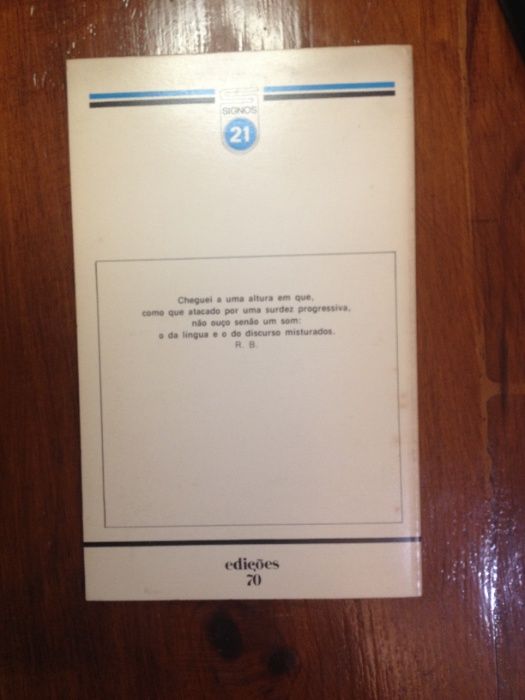 SIGNOS
21
Cheguei a uma altura em que,
como que atacado por uma surdez progressiva,
não ouço senão um som:
o da língua e o do discurso misturados.
R. B.
edições
70